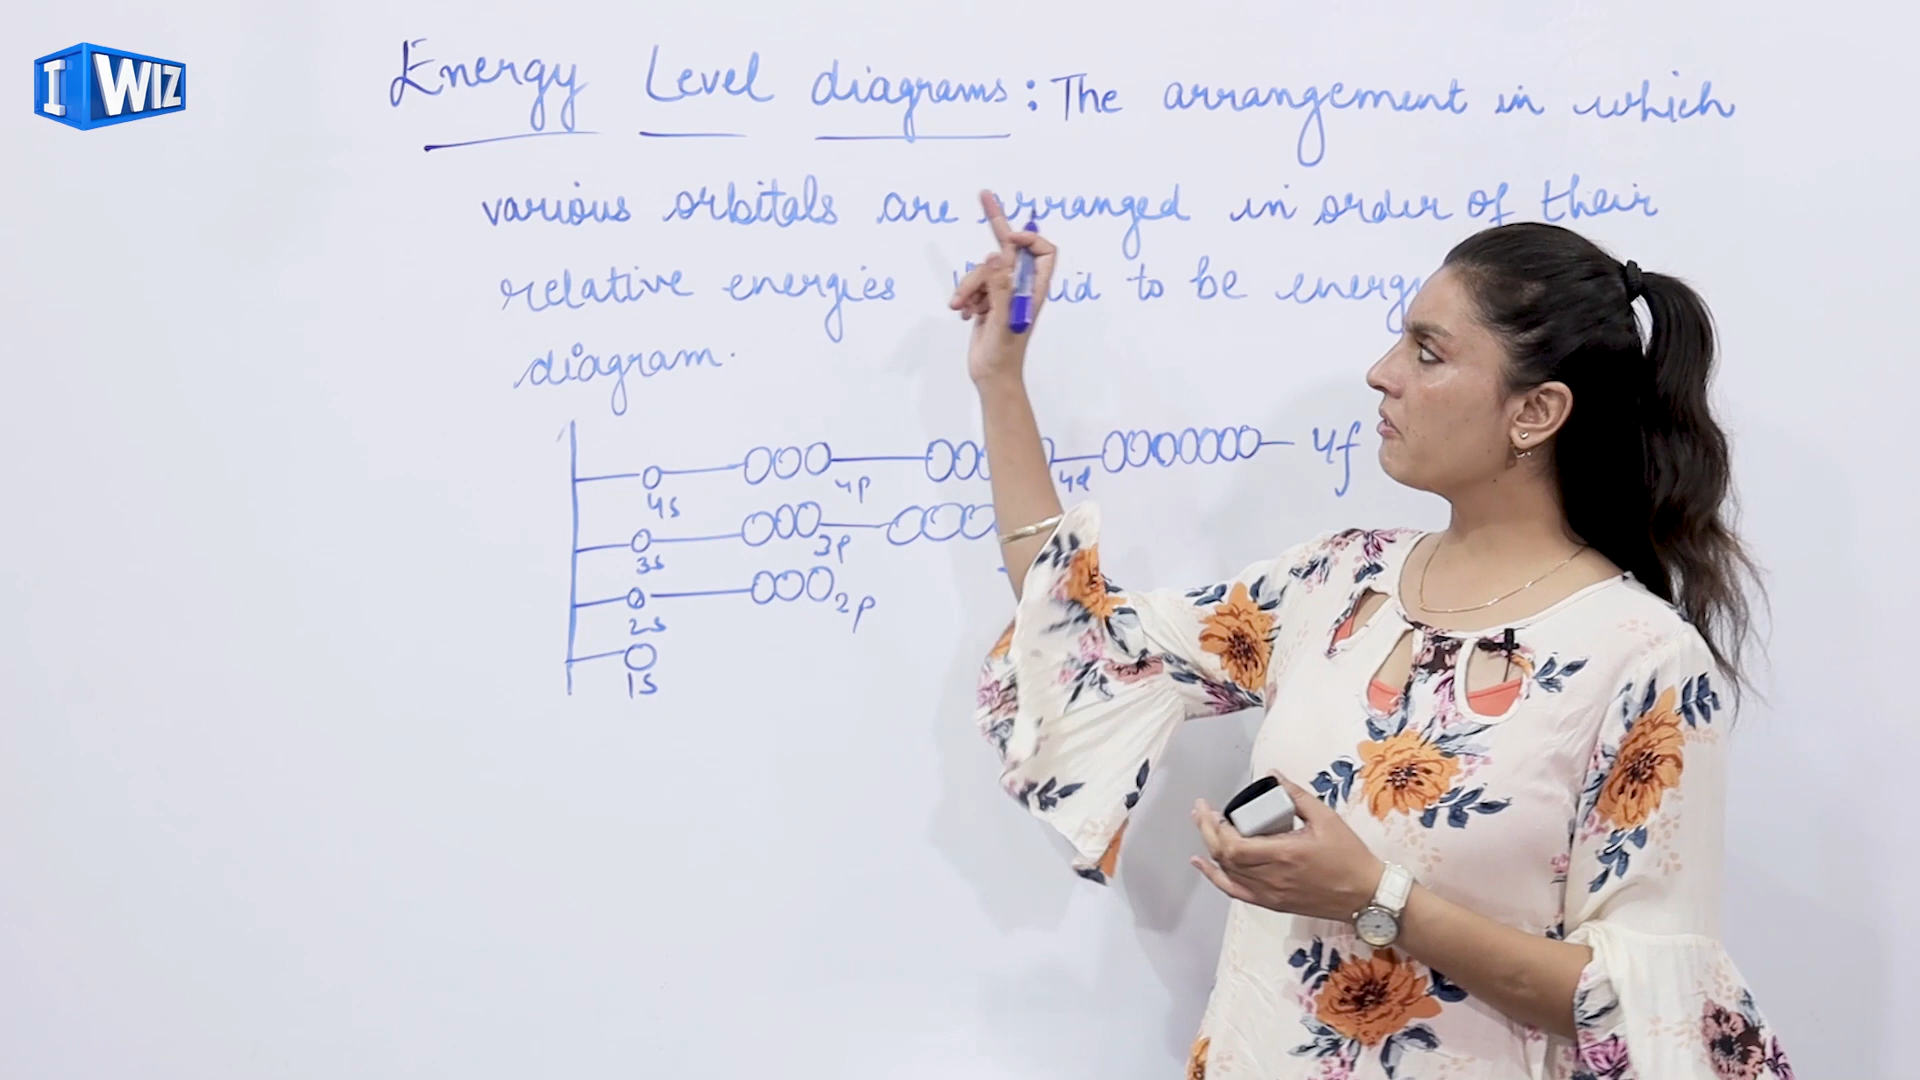 I WIZ
Energy Level diagrams: The arrangement in which
various orbitals are arranged in order of their
relative energies to be
diagram.
4s 4p 4d 4f
3s 3p
2s 2p
1s